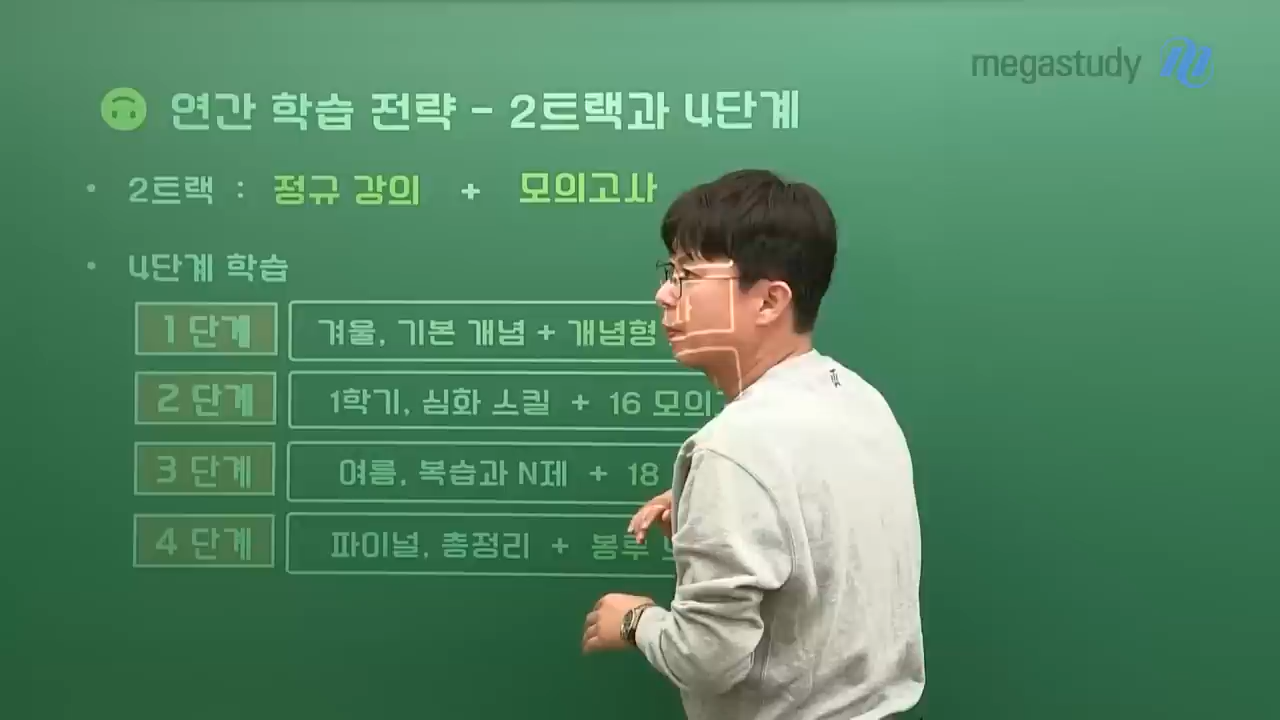 megastudy
연간 학습 전략 - 2트랙과 4단계
• 2트랙 : 정규 강의 + 모의고사
• 4단계 학습
1 단계 겨울, 기본 개념 + 개념형
2 단계 1학기, 심화 스킬 + 16 모의
3 단계 여름, 복습과 N제 + 18
4 단계 파이널, 총정리 + 봉투